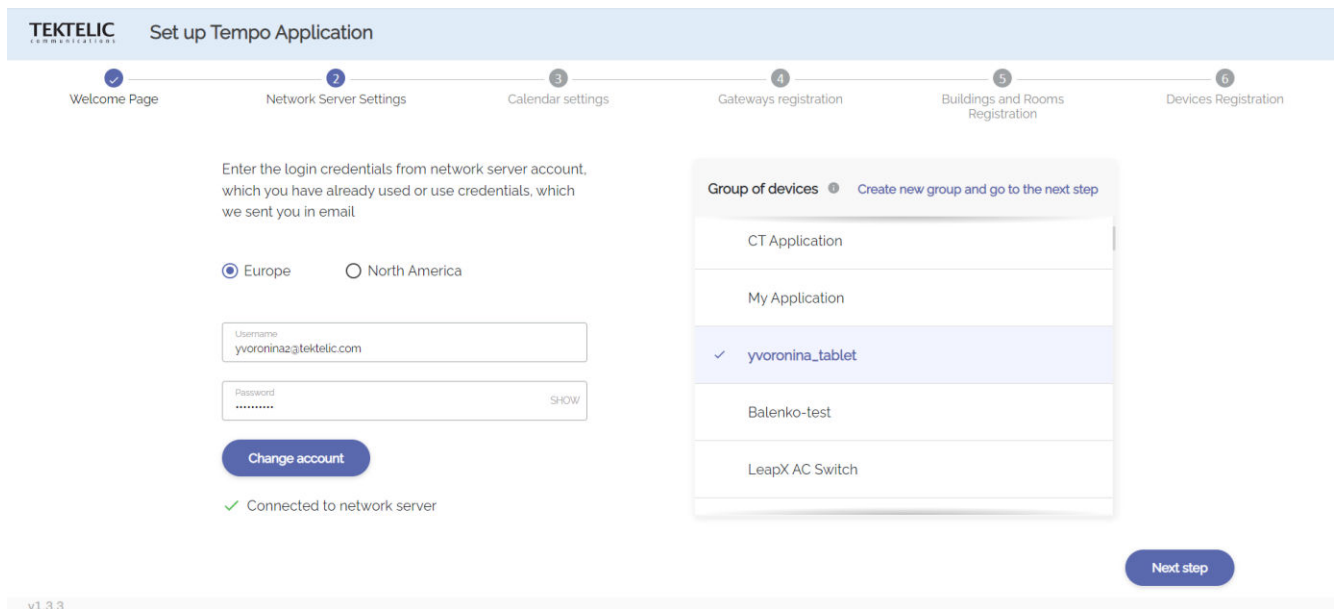 TEKTELIC
communications
Set up Tempo Application
2
3
4
5
6
Welcome Page
Network Server Settings
Calendar settings
Gateways registration
Buildings and Rooms
Registration
Devices Registration
Enter the login credentials from network server account,
which you have already used or use credentials, which
we sent you in email
Europe
North America
Username
yvoronina2@tektelic.com
Password
SHOW
Change account
Connected to network server
Group of devices
Create new group and go to the next step
CT Application
My Application
yvoronina_tablet
Balenko-test
LeapX AC Switch
Next step
v1.3.3